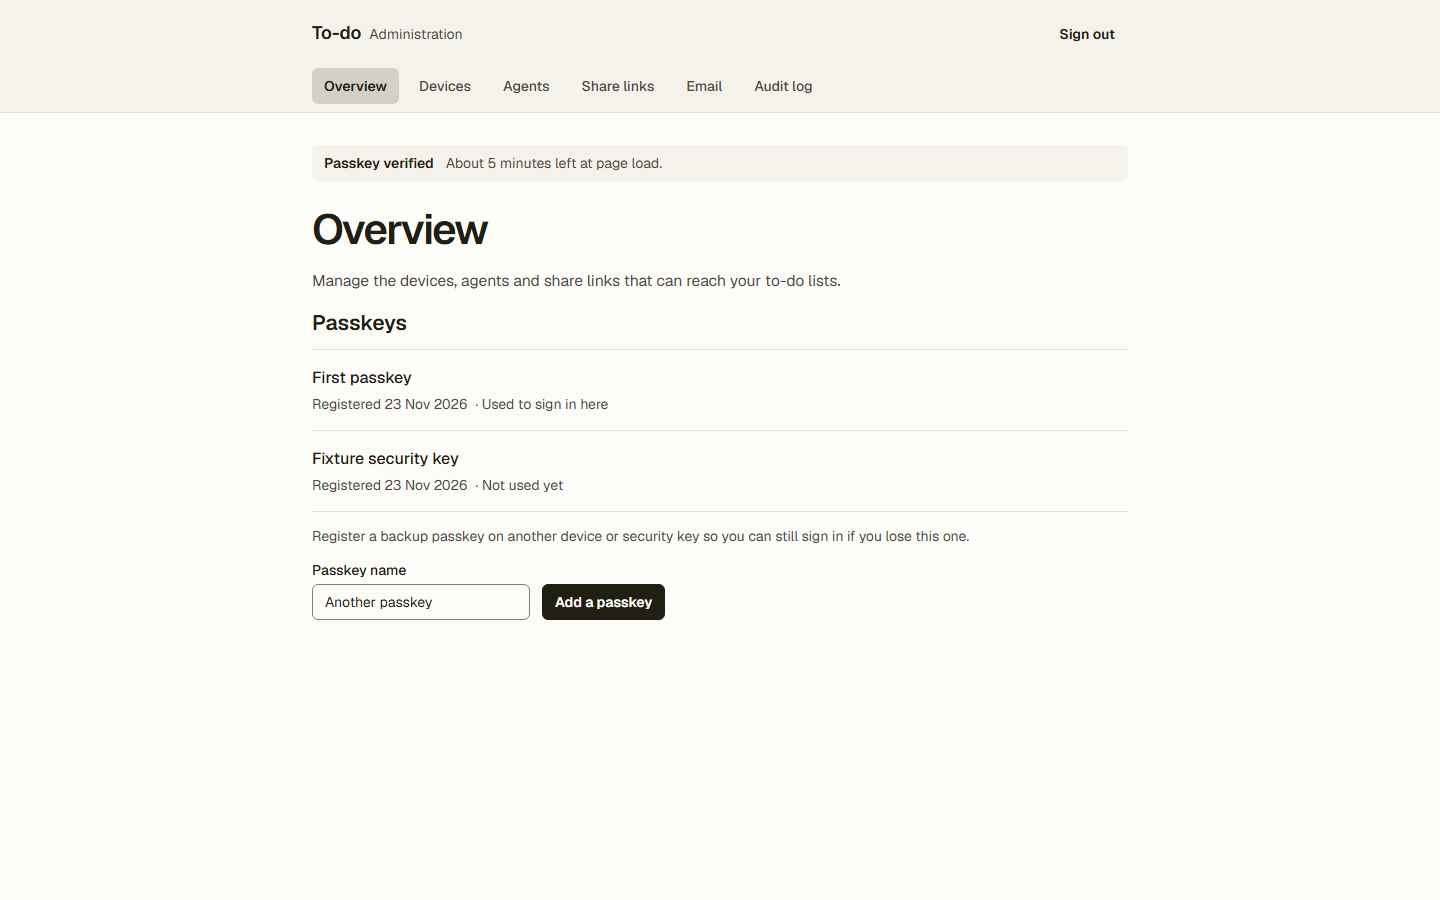 To-do Administration
Sign out
Overview Devices Agents Share links Email Audit log
Passkey verified About 5 minutes left at page load.
Overview
Manage the devices, agents and share links that can reach your to-do lists.
Passkeys
First passkey
Registered 23 Nov 2026 · Used to sign in here
Fixture security key
Registered 23 Nov 2026 · Not used yet
Register a backup passkey on another device or security key so you can still sign in if you lose this one.
Passkey name
Another passkey Add a passkey